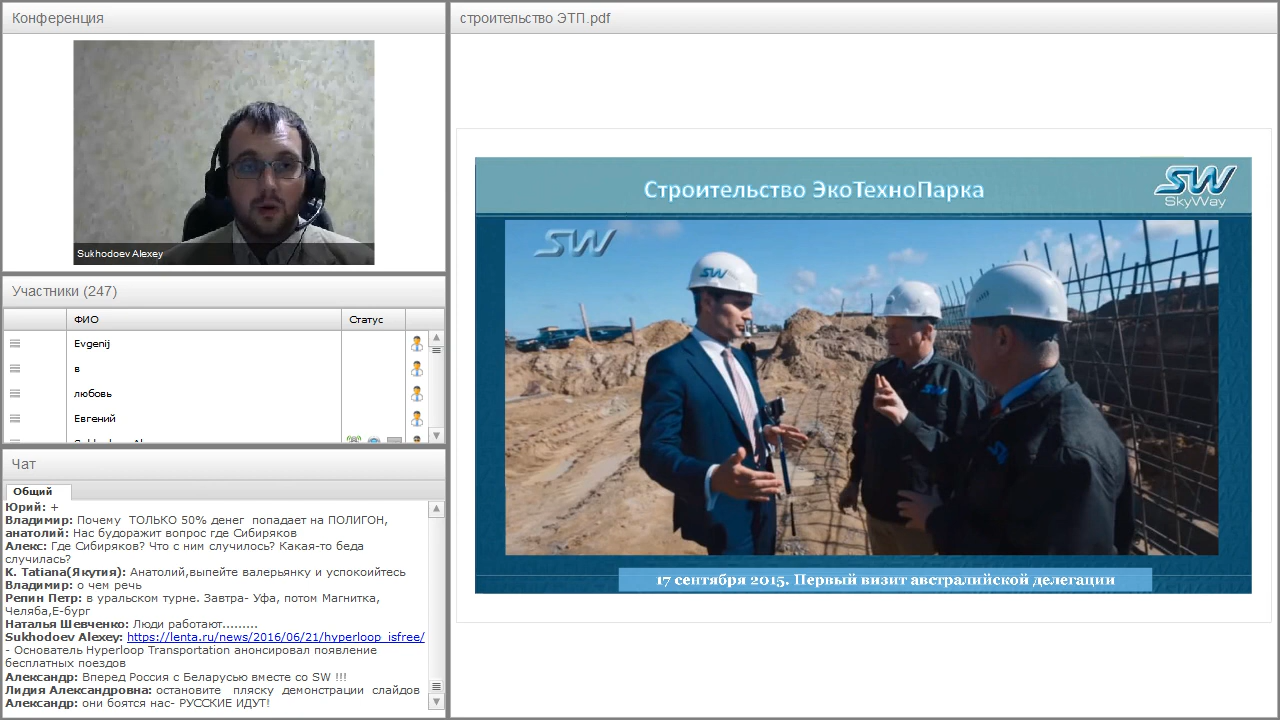 Конференция
Sukhodoev Alexey
Участники (247)
ФИО Статус
Evgenij
в
любовь
Евгений
Чат
Общий
Юрий: +
Владимир: Почему ТОЛЬКО 50% денег попадает на ПОЛИГОН,
анатолий: Нас будоражит вопрос где Сибиряков
Алекс: Где Сибиряков? Что с ним случилось? Какая-то беда
случилась?
К. Tatiana(Якутия): Анатолий,выпейте валерьянку и успокоийтесь
Владимир: о чем речь
Репин Петр: в уральском турне. Завтра- Уфа, потом Магнитка,
Челяба,Е-бург
Наталья Шевченко: Люди работают.........
Sukhodoev Alexey: https://lenta.ru/news/2016/06/21/hyperloop_isfree/
- Основатель Hyperloop Transportation анонсировал появление
бесплатных поездов
Александр: Вперед Россия с Беларусью вместе со SW !!!
Лидия Александровна: остановите пляску демонстрации слайдов
Александр: они боятся нас РУССКИЕ ИДУТ!
строительство ЭТП.pdf
Строительство ЭкоТехноПарка
SW
SkyWay
SW
SW
SW
17 сентября 2015. Первый визит австралийской делегации